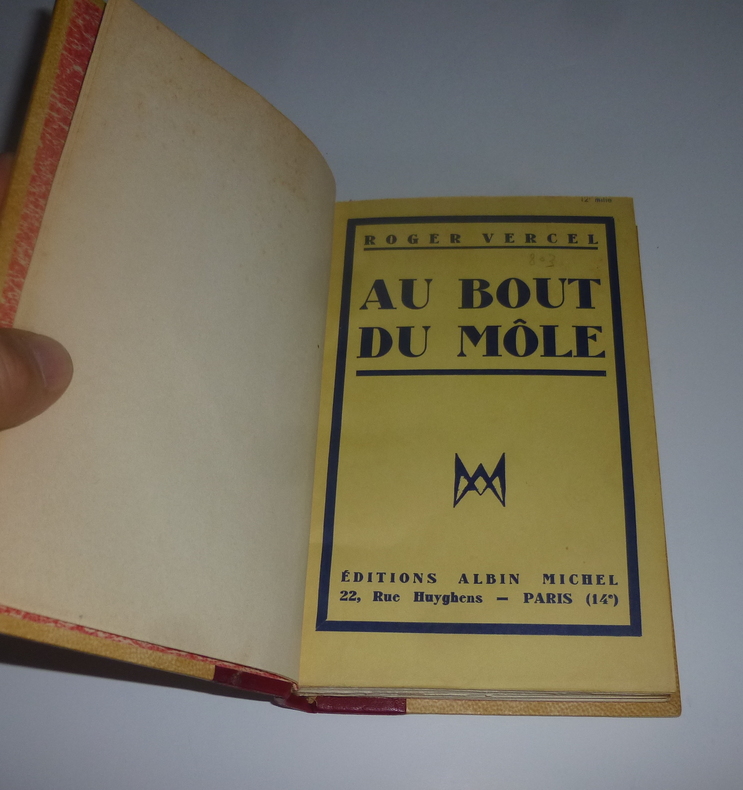 ROGER VERCEL
AU BOUT
DU MÔLE
ÉDITIONS ALBIN MICHEL
22, Rue Huyghens — PARIS (14e)